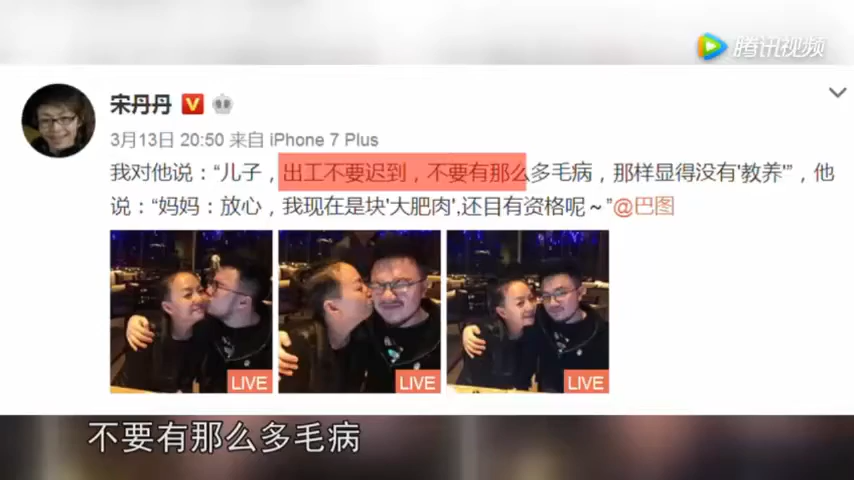 腾讯视频
宋丹丹
3月13日 20:50 来自 iPhone 7 Plus
我对他说：“儿子，出工不要迟到，不要有那么多毛病，那样显得没有'教养'”，他
说：“妈妈：放心，我现在是块'大肥肉',还目有资格呢～”@巴图
LIVE
LIVE
LIVE
不要有那么多毛病